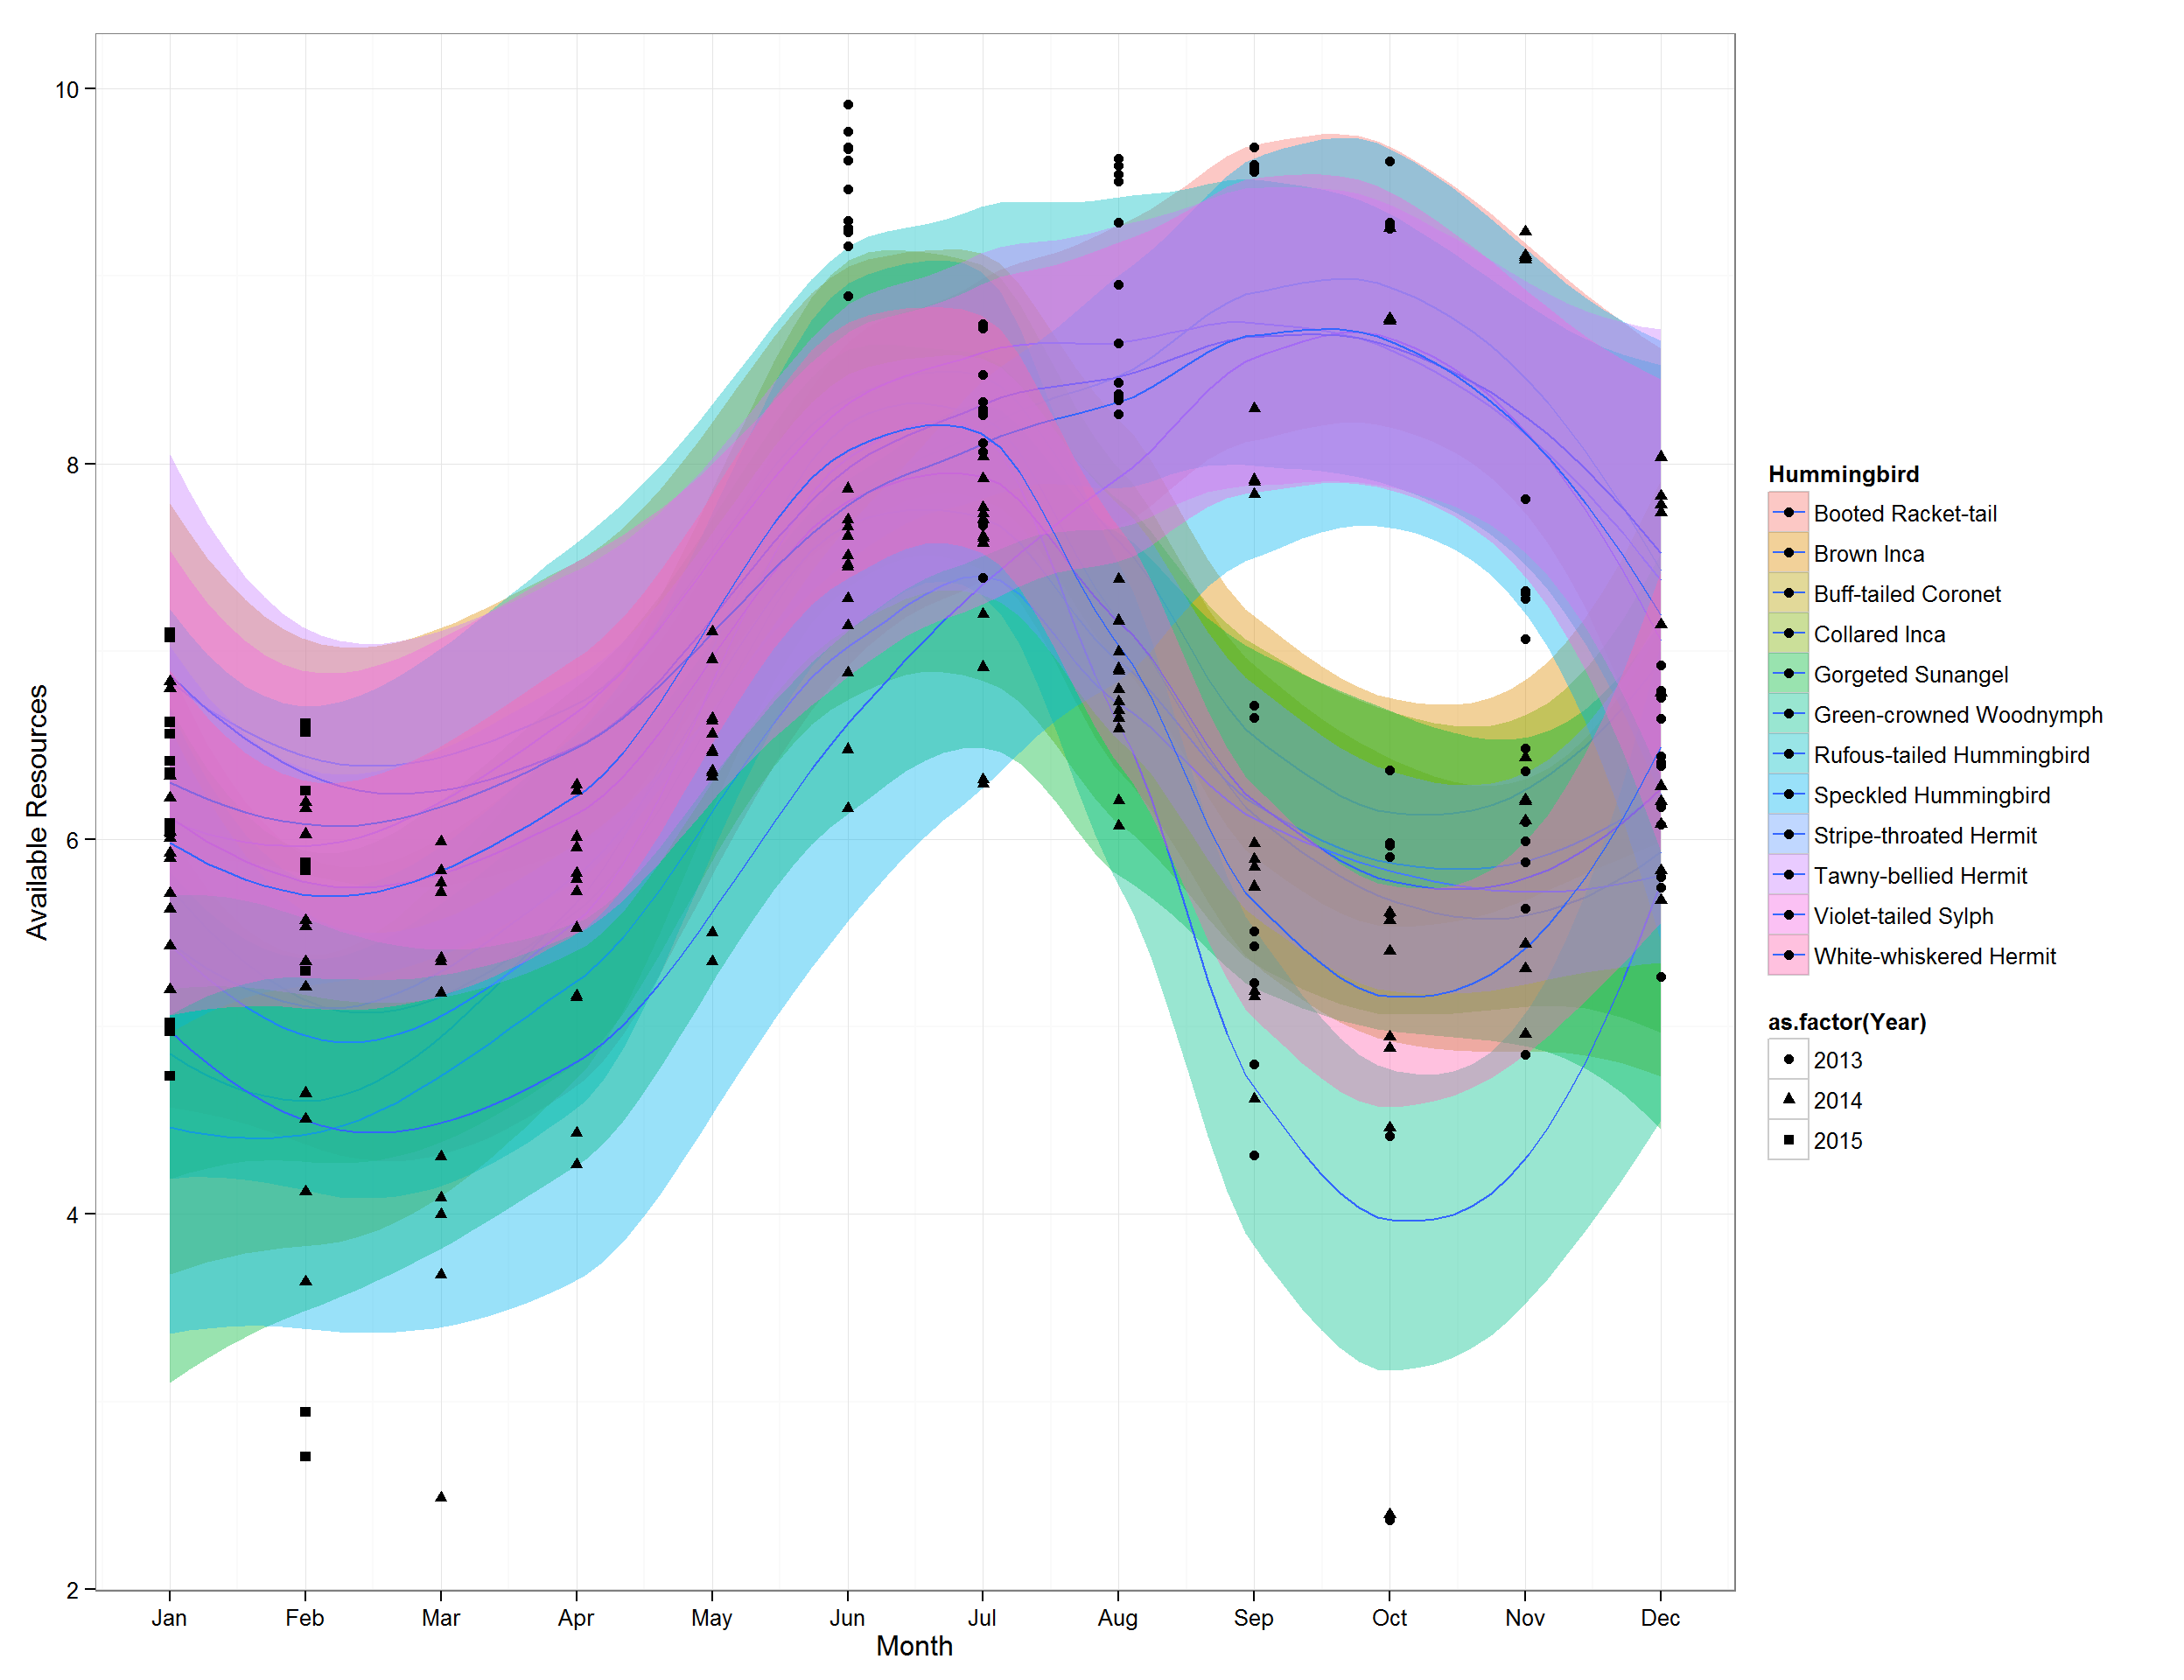 10
8
6
4
2
Available Resources
Jan Feb Mar Apr May Jun Jul Aug Sep Oct Nov Dec
Month
Hummingbird
Booted Racket-tail
Brown Inca
Buff-tailed Coronet
Collared Inca
Gorgeted Sunangel
Green-crowned Woodnymph
Rufous-tailed Hummingbird
Speckled Hummingbird
Stripe-throated Hermit
Tawny-bellied Hermit
Violet-tailed Sylph
White-whiskered Hermit
as.factor(Year)
2013
2014
2015